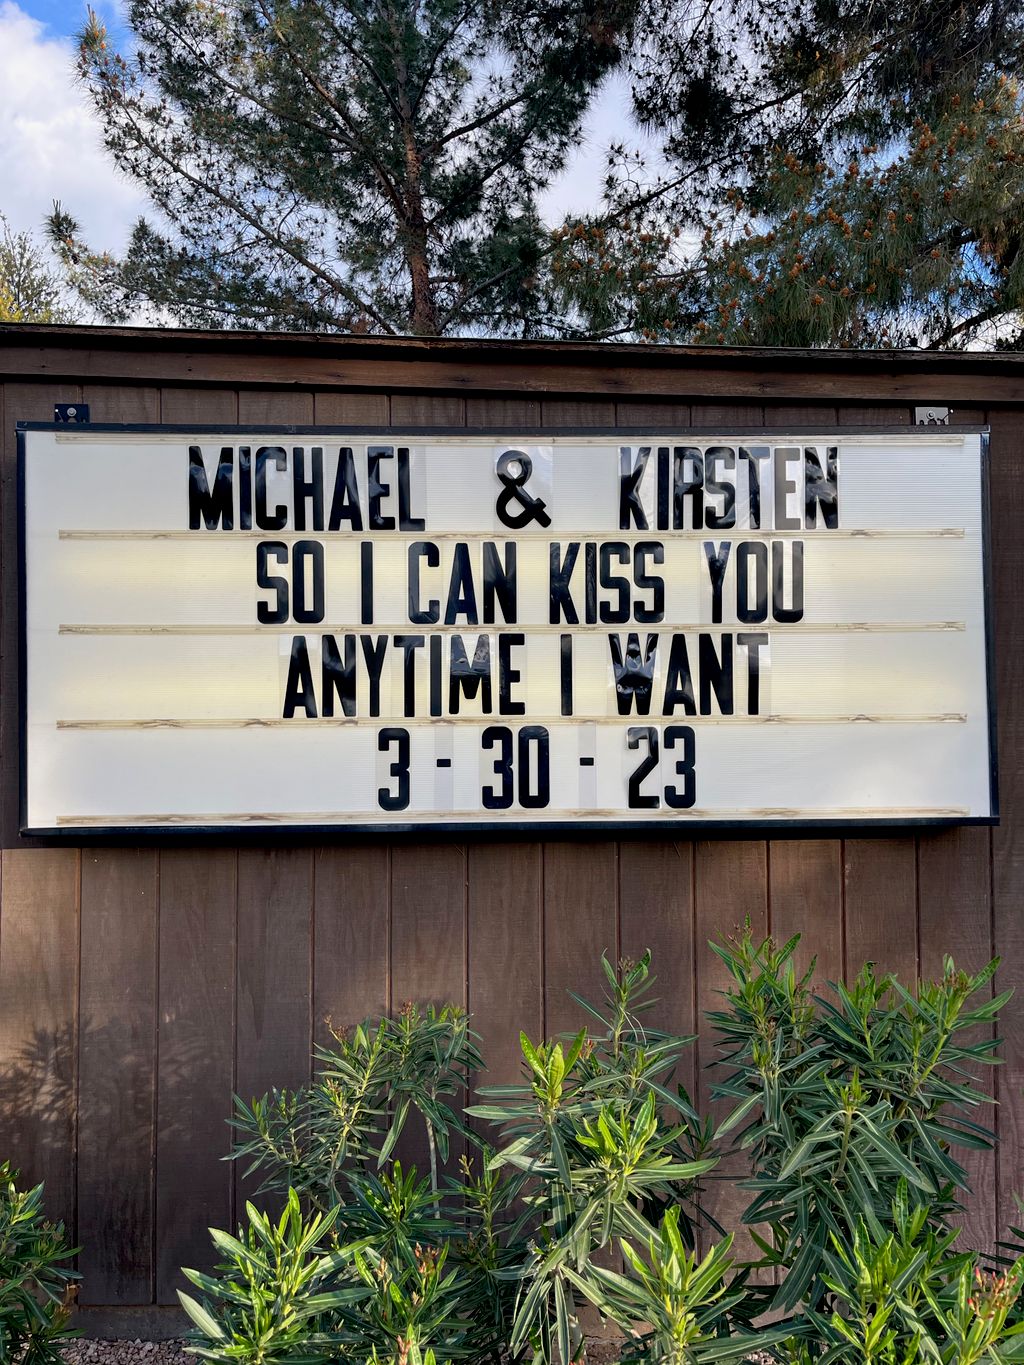 MICHAEL & KIRSTEN
SO I CAN KISS YOU
ANYTIME I WANT
3-30-23